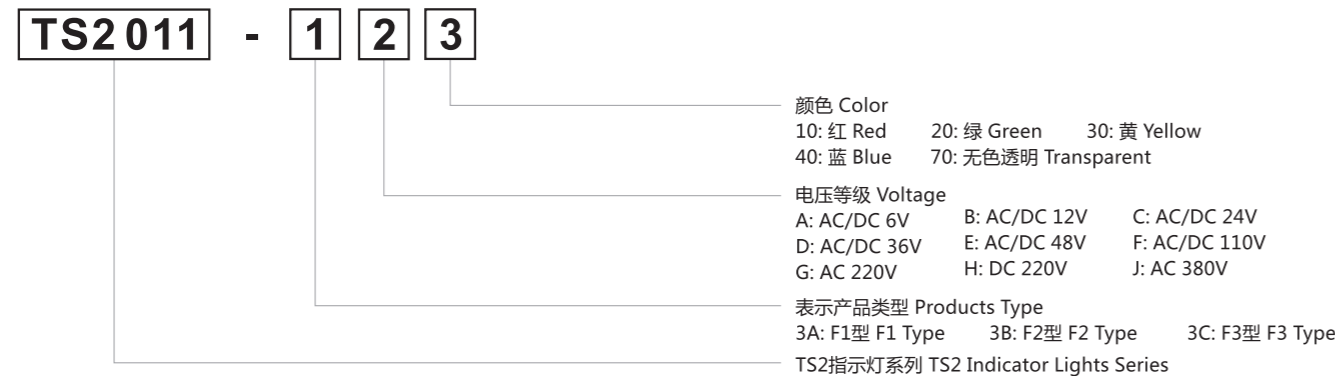 TS2 011 - 1 2 3
颜色 Color
10: 红 Red 20: 绿 Green 30: 黄 Yellow
40: 蓝 Blue 70: 无色透明 Transparent
电压等级 Voltage
A: AC/DC 6V B: AC/DC 12V C: AC/DC 24V
D: AC/DC 36V E: AC/DC 48V F: AC/DC 110V
G: AC 220V H: DC 220V J: AC 380V
表示产品类型 Products Type
3A: F1型 F1 Type 3B: F2型 F2 Type 3C: F3型 F3 Type
TS2指示灯系列 TS2 Indicator Lights Series